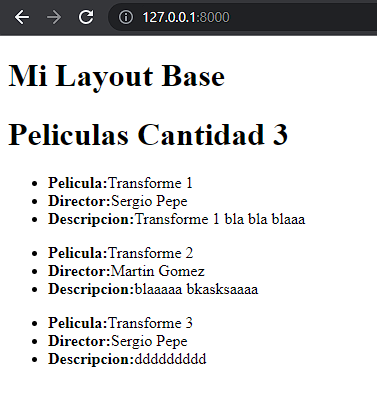 127.0.0.1:8000
Mi Layout Base
Peliculas Cantidad 3
Pelicula:Transforme 1
Director:Sergio Pepe
Descripcion:Transforme 1 bla bla blaaa
Pelicula:Transforme 2
Director:Martin Gomez
Descripcion:blaaaaa bkasksaaaa
Pelicula:Transforme 3
Director:Sergio Pepe
Descripcion:ddddddddd